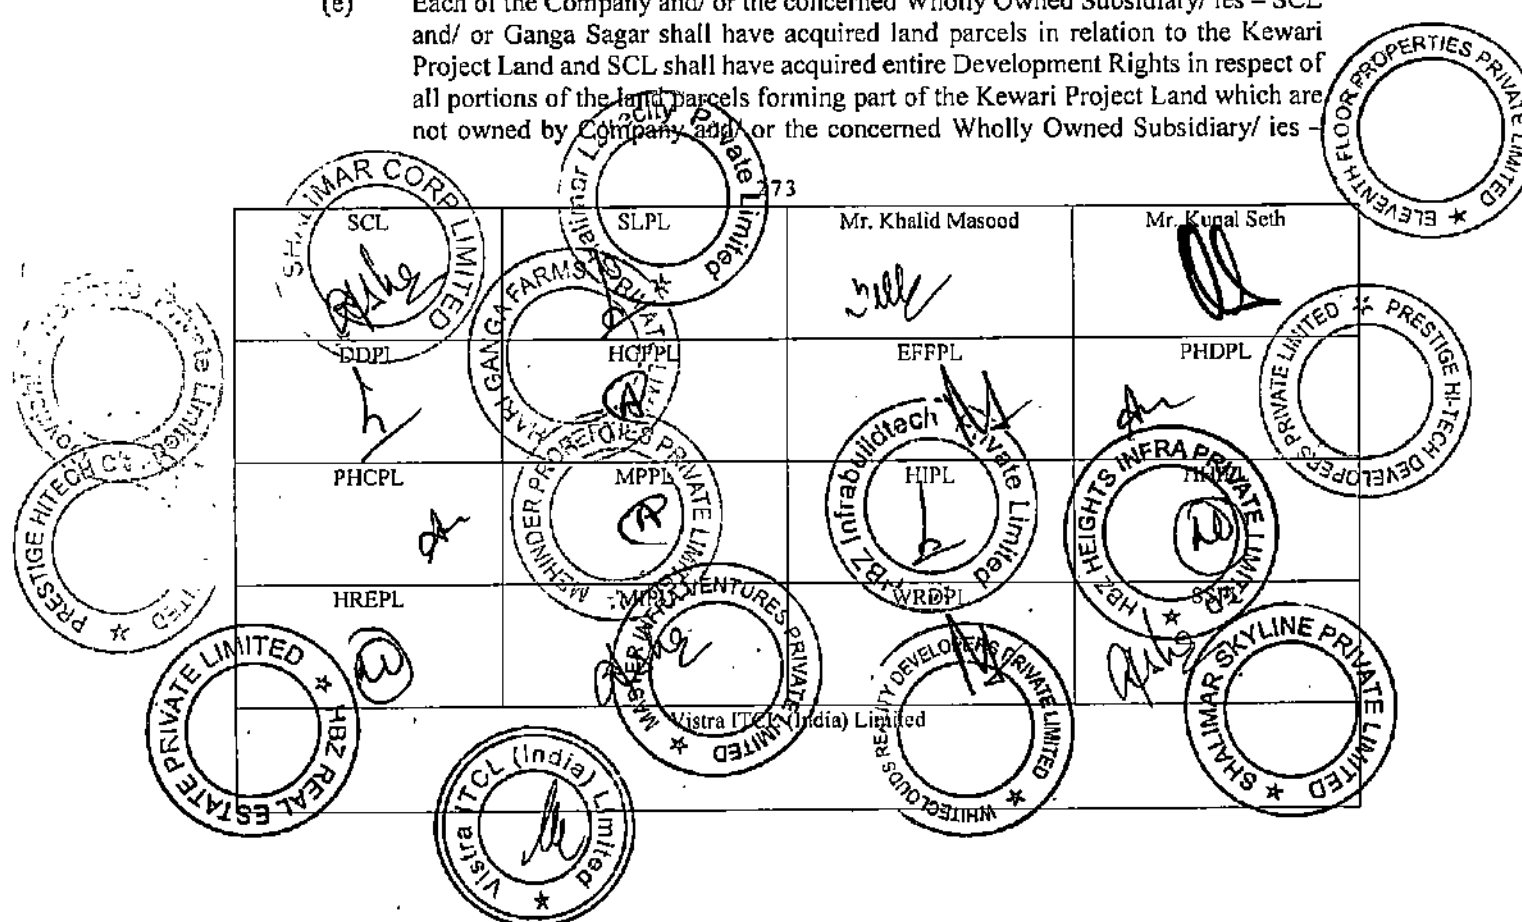 (e) Each of the Company and/ or the concerned Wholly Owned Subsidiary/ ies – SCL
and/ or Ganga Sagar shall have acquired land parcels in relation to the Kewari
Project Land and SCL shall have acquired entire Development Rights in respect of
all portions of the land parcels forming part of the Kewari Project Land which are
not owned by Company and/ or the concerned Wholly Owned Subsidiary/ ies –
ELEVENTH FLOOR PROPERTIES PRIVATE LIMITED
273
SHALIMAR CORP LIMITED
Private Limited
SCL SLPL Mr. Khalid Masood Mr. Kunal Seth
HARI GANGA FARMS
PRESTIGE HI-TECH DEVELOPERS PRIVATE LIMITED
Private Limited
DDPL HGFPL EFFPL PHDPL
PRESTIGE HITECH
MEHINDER PROPERTIES PRIVATE LIMITED
HBZ Infrabuildtech Private Limited
HBZ HEIGHTS INFRA PRIVATE LIMITED
PHCPL MPPL HIPL
HREPL MIPL WRDPL
HBZ REAL ESTATE PRIVATE LIMITED
MASTER INFRA VENTURES PRIVATE LIMITED
WHITECLOUDS REALITY DEVELOPERS PRIVATE LIMITED
SHALIMAR SKYLINE PRIVATE LIMITED
Vistra ITCL (India) Limited
Vistra ITCL (India) Limited